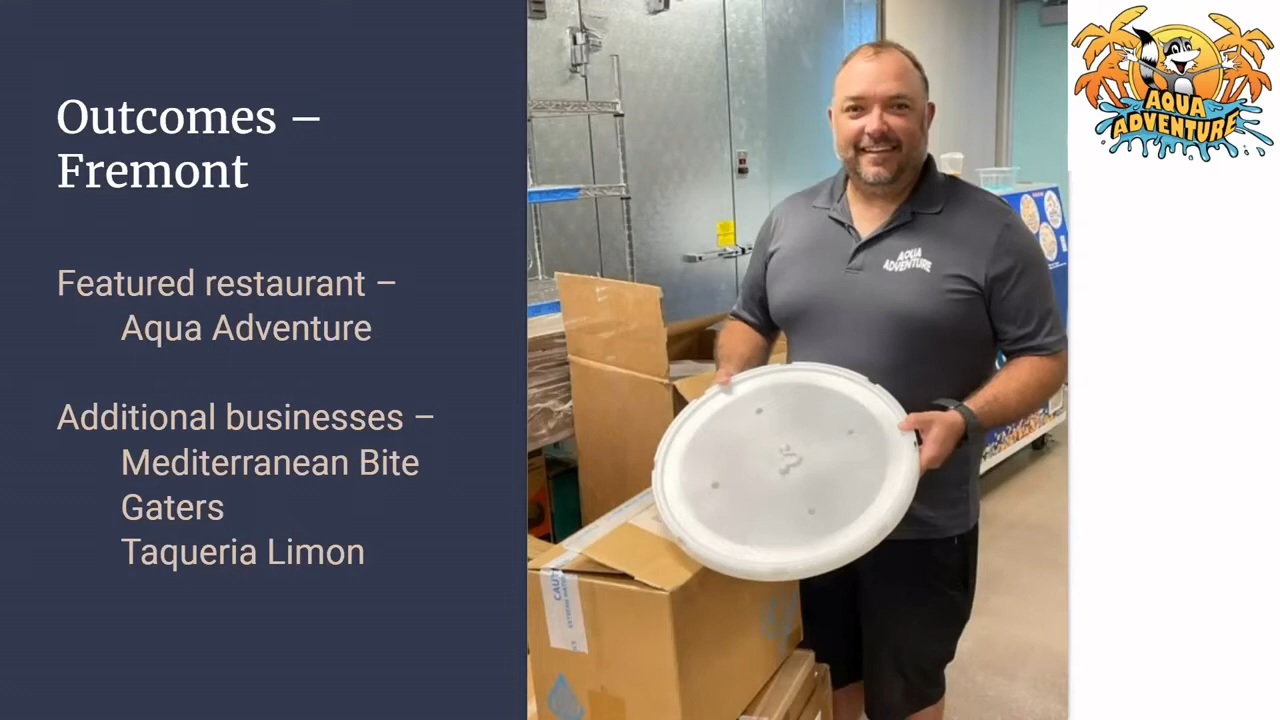 Outcomes –
Fremont
Featured restaurant –
Aqua Adventure
Additional businesses –
Mediterranean Bite
Gaters
Taqueria Limon
AQUA
ADVENTURE
AQUA
ADVENTURE